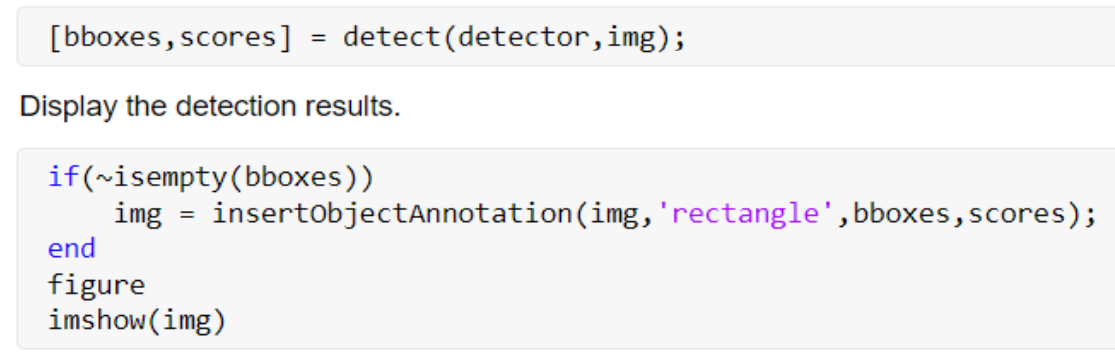 [bboxes,scores] = detect(detector,img);
Display the detection results.
if(~isempty(bboxes))
    img = insertObjectAnnotation(img,'rectangle',bboxes,scores);
end
figure
imshow(img)